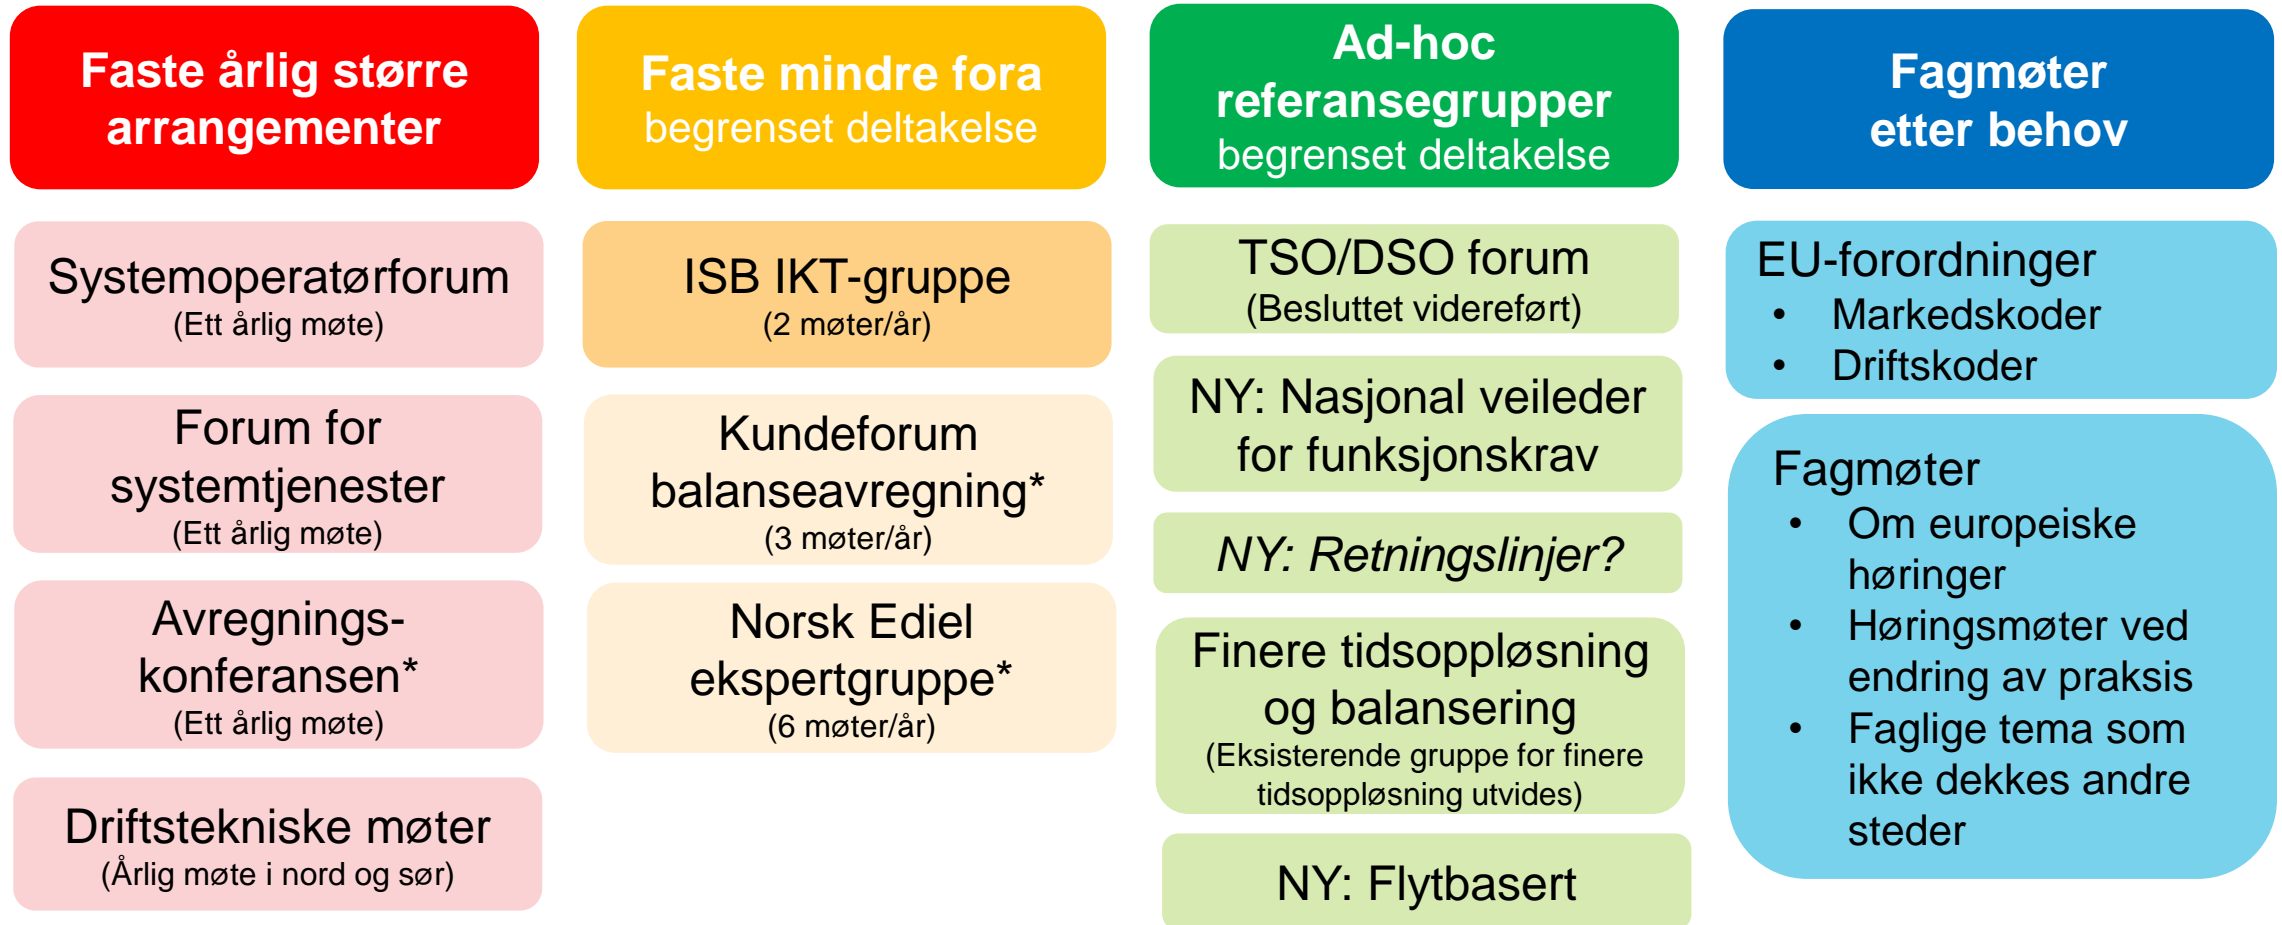 Faste årlig større
arrangementer
Systemoperatørforum
(Ett årlig møte)
Forum for
systemtjenester
(Ett årlig møte)
Avregnings-
konferansen*
(Ett årlig møte)
Driftstekniske møter
(Årlig møte i nord og sør)
Faste mindre fora
begrenset deltakelse
ISB IKT-gruppe
(2 møter/år)
Kundeforum
balanseavregning*
(3 møter/år)
Norsk Ediel
ekspertgruppe*
(6 møter/år)
Ad-hoc
referansegrupper
begrenset deltakelse
TSO/DSO forum
(Besluttet videreført)
NY: Nasjonal veileder
for funksjonskrav
NY: Retningslinjer?
Finere tidsoppløsning
og balansering
(Eksisterende gruppe for finere
tidsoppløsning utvides)
NY: Flytbasert
Fagmøter
etter behov
EU-forordninger
• Markedskoder
• Driftskoder
Fagmøter
• Om europeiske
høringer
• Høringsmøter ved
endring av praksis
• Faglige tema som
ikke dekkes andre
steder